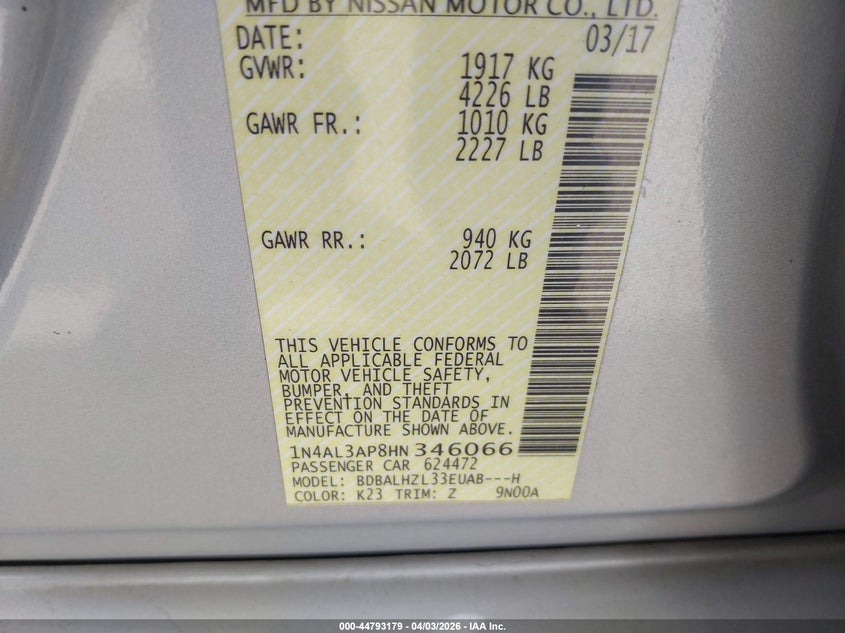 MFD BY NISSAN MOTOR CO., LTD.
DATE: 03/17
GVWR: 1917 KG
4226 LB
GAWR FR.: 1010 KG
2227 LB
GAWR RR.: 940 KG
2072 LB
THIS VEHICLE CONFORMS TO
ALL APPLICABLE FEDERAL
MOTOR VEHICLE SAFETY,
BUMPER, AND THEFT
PREVENTION STANDARDS IN
EFFECT ON THE DATE OF
MANUFACTURE SHOWN ABOVE.
1N4AL3AP8HN 346066
PASSENGER CAR 624472
MODEL: BDBALHZL33EUAB---H
COLOR: K23 TRIM: Z 9N00A
000-44793179 - 04/03/2026 - IAA Inc.